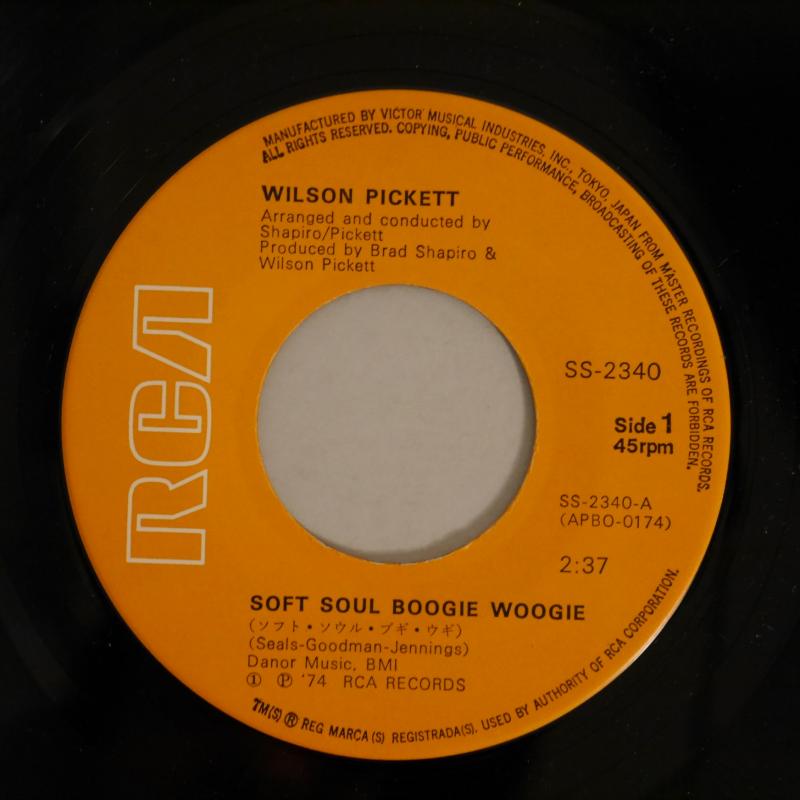 MANUFACTURED BY VICTOR MUSICAL INDUSTRIES, INC., TOKYO, JAPAN FROM MASTER RECORDINGS OF RCA RECORDS.
ALL RIGHTS RESERVED. COPYING, PUBLIC PERFORMANCE, BROADCASTING OF THESE RECORDS ARE FORBIDDEN.
WILSON PICKETT
Arranged and conducted by
Shapiro/Pickett
Produced by Brad Shapiro &
Wilson Pickett
RCA
SS-2340
Side 1
45rpm
SS-2340-A
(APBO-0174)
2:37
SOFT SOUL BOOGIE WOOGIE
(ソフト・ソウル・ブギ・ウギ)
(Seals-Goodman-Jennings)
Danor Music, BMI
① Ⓟ '74 RCA RECORDS
TM(S) ® REG MARCA(S) REGISTRADA(S). USED BY AUTHORITY OF RCA CORPORATION.